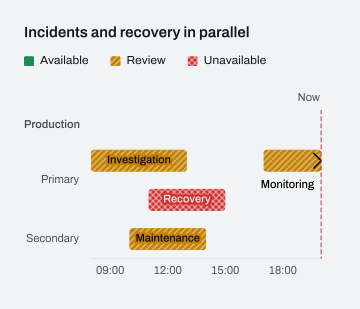 Incidents and recovery in parallel
Available
Review
Unavailable
Now
Production
Primary
Investigation
Monitoring
Recovery
Secondary
Maintenance
09:00
12:00
15:00
18:00